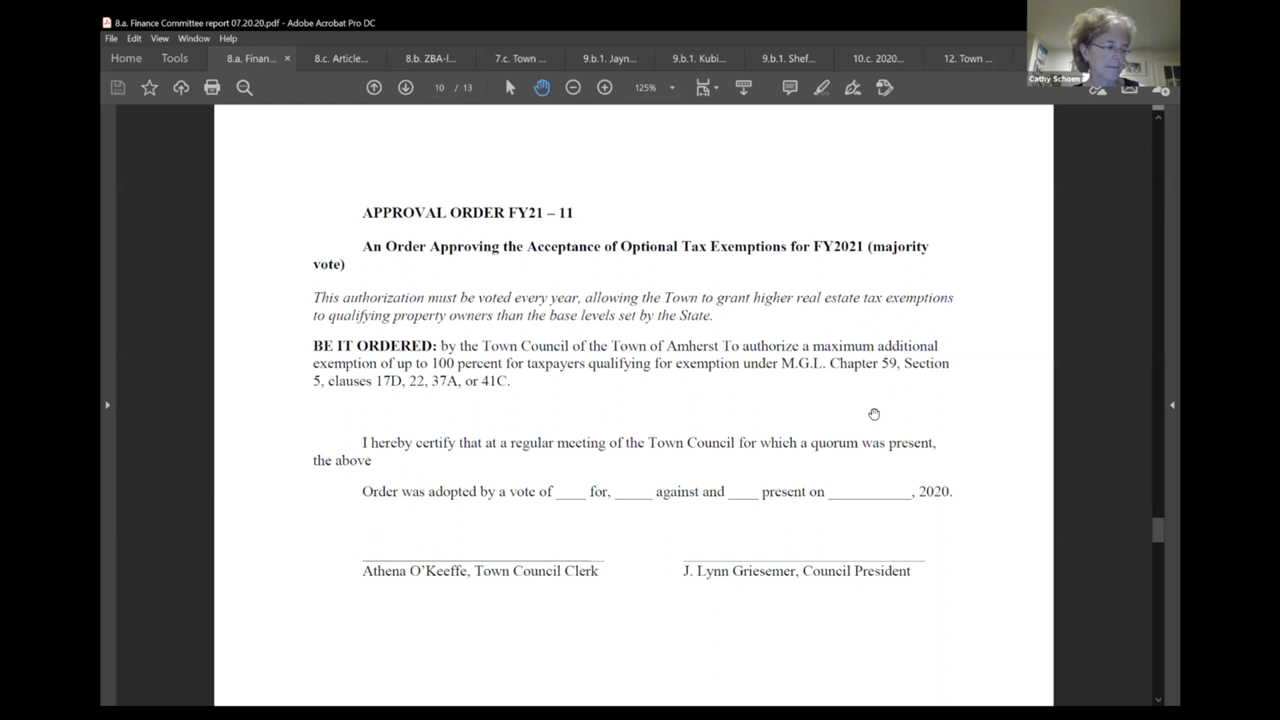 8.a. Finance Committee report 07.20.20.pdf - Adobe Acrobat Pro DC
File Edit View Window Help
Home Tools 8.a. Finan... × 8.c. Article... 8.b. ZBA-I... 7.c. Town ... 9.b.1. Jayn... 9.b.1. Kubi... 9.b.1. Shef... 10.c. 2020... 12. Town ...
Cathy Schoen
10 / 13 125%
APPROVAL ORDER FY21 – 11
An Order Approving the Acceptance of Optional Tax Exemptions for FY2021 (majority
vote)
This authorization must be voted every year, allowing the Town to grant higher real estate tax exemptions
to qualifying property owners than the base levels set by the State.
BE IT ORDERED: by the Town Council of the Town of Amherst To authorize a maximum additional
exemption of up to 100 percent for taxpayers qualifying for exemption under M.G.L. Chapter 59, Section
5, clauses 17D, 22, 37A, or 41C.
I hereby certify that at a regular meeting of the Town Council for which a quorum was present,
the above
Order was adopted by a vote of ____ for, _____ against and ____ present on ___________, 2020.
Athena O’Keeffe, Town Council Clerk J. Lynn Griesemer, Council President